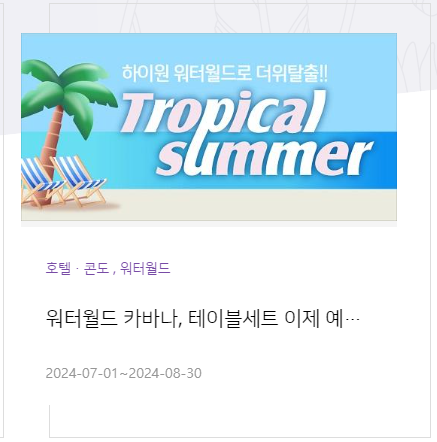 하이원 워터월드로 더위탈출!!
Tropical
summer
호텔 · 콘도 , 워터월드
워터월드 카바나, 테이블세트 이제 예…
2024-07-01~2024-08-30